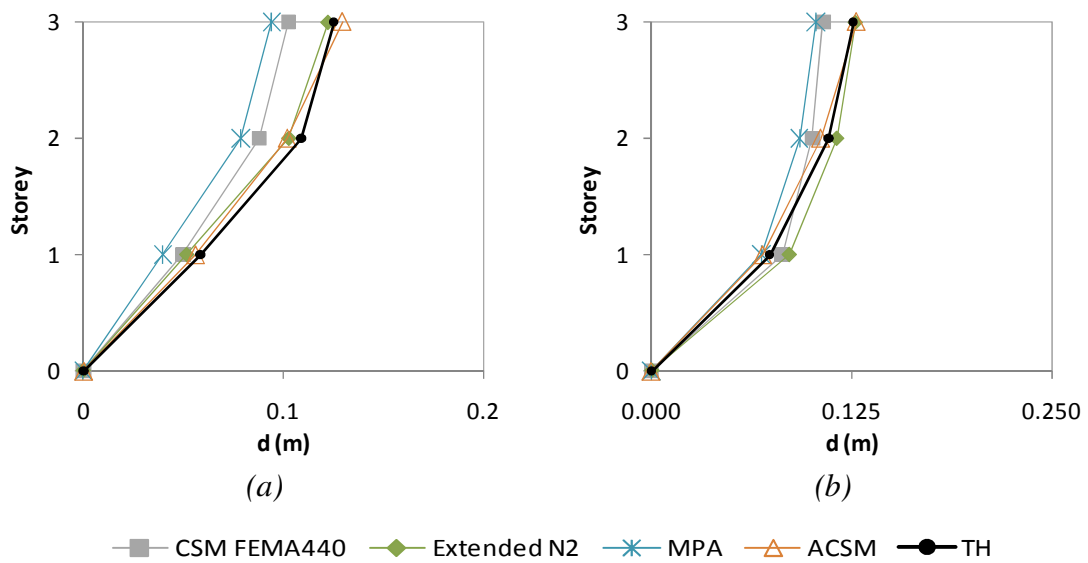 3
2
1
0
Storey
0
0.1
0.2
d (m)
(a)
3
2
1
0
Storey
0.000
0.125
0.250
d (m)
(b)
CSM FEMA440
Extended N2
MPA
ACSM
TH